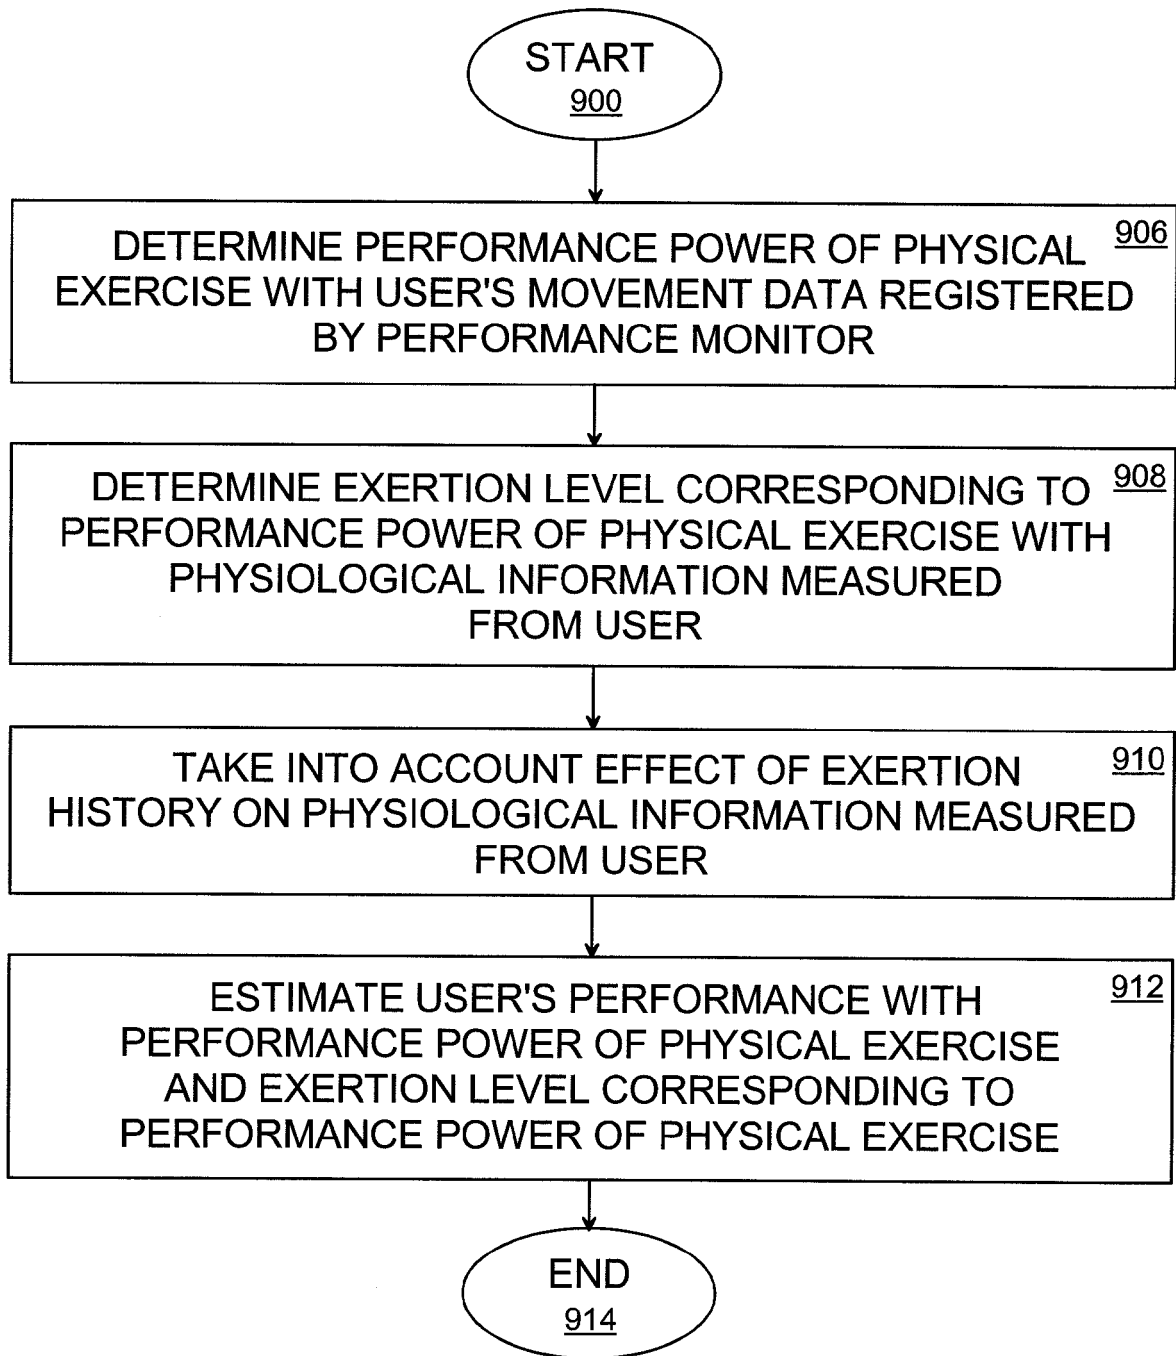 START
900
906
DETERMINE PERFORMANCE POWER OF PHYSICAL
EXERCISE WITH USER'S MOVEMENT DATA REGISTERED
BY PERFORMANCE MONITOR
908
DETERMINE EXERTION LEVEL CORRESPONDING TO
PERFORMANCE POWER OF PHYSICAL EXERCISE WITH
PHYSIOLOGICAL INFORMATION MEASURED
FROM USER
910
TAKE INTO ACCOUNT EFFECT OF EXERTION
HISTORY ON PHYSIOLOGICAL INFORMATION MEASURED
FROM USER
912
ESTIMATE USER'S PERFORMANCE WITH
PERFORMANCE POWER OF PHYSICAL EXERCISE
AND EXERTION LEVEL CORRESPONDING TO
PERFORMANCE POWER OF PHYSICAL EXERCISE
END
914